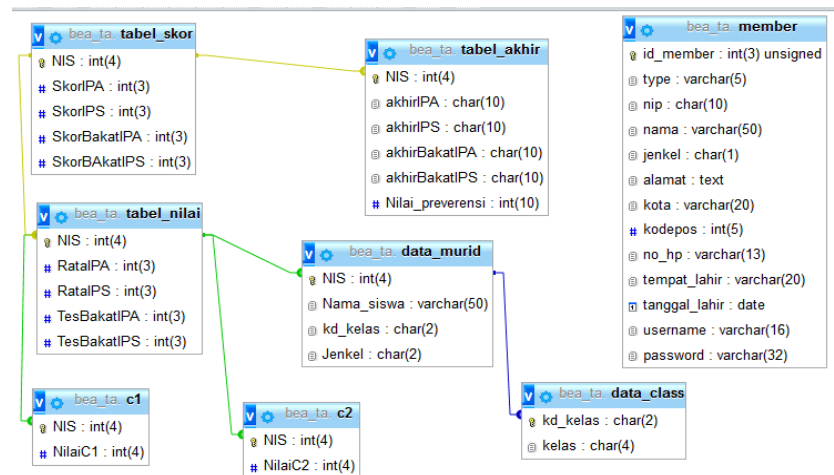 bea_ta. tabel_skor
NIS : int(4)
SkorIPA : int(3)
SkorIPS : int(3)
SkorBakatIPA : int(3)
SkorBAkatIPS : int(3)
bea_ta. tabel_akhir
NIS : int(4)
akhirIPA : char(10)
akhirIPS : char(10)
akhirBakatIPA : char(10)
akhirBakatIPS : char(10)
Nilai_preverensi : int(10)
bea_ta. member
id_member : int(3) unsigned
type : varchar(5)
nip : char(10)
nama : varchar(50)
jenkel : char(1)
alamat : text
kota : varchar(20)
kodepos : int(5)
no_hp : varchar(13)
tempat_lahir : varchar(20)
tanggal_lahir : date
username : varchar(16)
password : varchar(32)
bea_ta. tabel_nilai
NIS : int(4)
RataIPA : int(3)
RataIPS : int(3)
TesBakatIPA : int(3)
TesBakatIPS : int(3)
bea_ta. data_murid
NIS : int(4)
Nama_siswa : varchar(50)
kd_kelas : char(2)
Jenkel : char(2)
bea_ta. c1
NIS : int(4)
NilaiC1 : int(4)
bea_ta. c2
NIS : int(4)
NilaiC2 : int(4)
bea_ta. data_class
kd_kelas : char(2)
kelas : char(4)